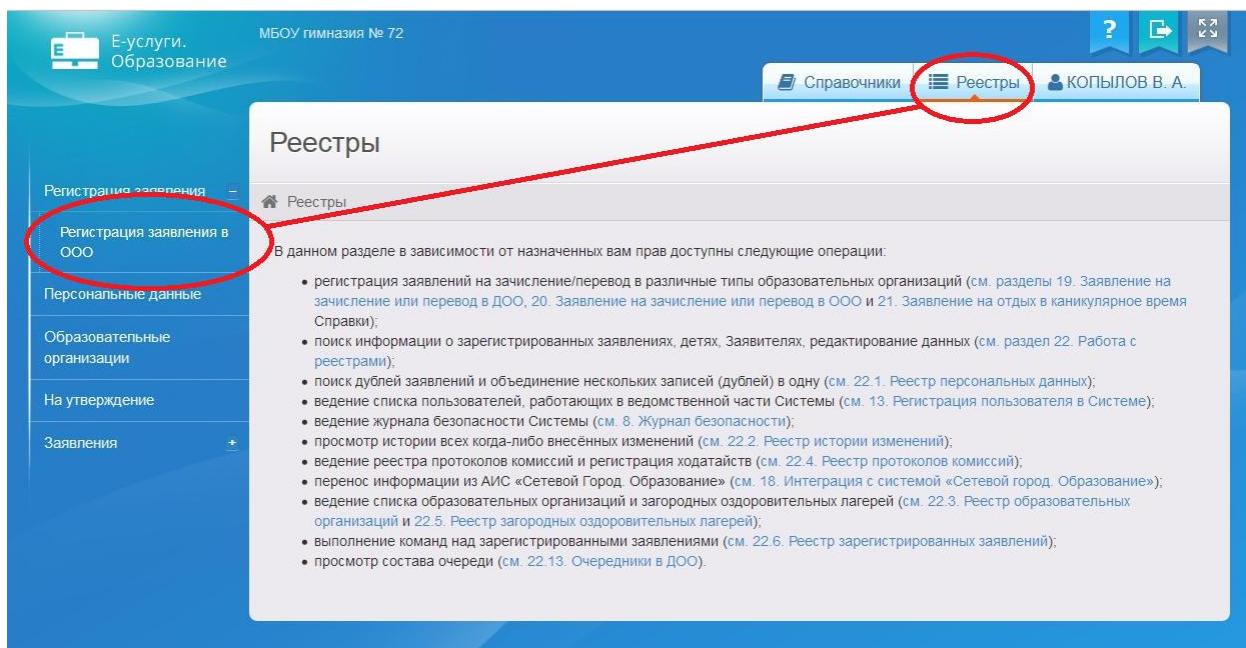 Е-услуги.
Образование
МБОУ гимназия № 72
?
Справочники
Реестры
КОПЫЛОВ В. А.
Реестры
Реестры
Регистрация заявления
Регистрация заявления в
ООО
Персональные данные
Образовательные
организации
На утверждение
Заявления +
В данном разделе в зависимости от назначенных вам прав доступны следующие операции:
• регистрация заявлений на зачисление/перевод в различные типы образовательных организаций (см. разделы 19. Заявление на
зачисление или перевод в ДОО, 20. Заявление на зачисление или перевод в ООО и 21. Заявление на отдых в каникулярное время
Справки);
• поиск информации о зарегистрированных заявлениях, детях, Заявителях, редактирование данных (см. раздел 22. Работа с
реестрами);
• поиск дублей заявлений и объединение нескольких записей (дублей) в одну (см. 22.1. Реестр персональных данных);
• ведение списка пользователей, работающих в ведомственной части Системы (см. 13. Регистрация пользователя в Системе);
• ведение журнала безопасности Системы (см. 8. Журнал безопасности);
• просмотр истории всех когда-либо внесённых изменений (см. 22.2. Реестр истории изменений);
• ведение реестра протоколов комиссий и регистрация ходатайств (см. 22.4. Реестр протоколов комиссий);
• перенос информации из АИС «Сетевой Город. Образование» (см. 18. Интеграция с системой «Сетевой город. Образование»);
• ведение списка образовательных организаций и загородных оздоровительных лагерей (см. 22.3. Реестр образовательных
организаций и 22.5. Реестр загородных оздоровительных лагерей);
• выполнение команд над зарегистрированными заявлениями (см. 22.6. Реестр зарегистрированных заявлений);
• просмотр состава очереди (см. 22.13. Очередники в ДОО).